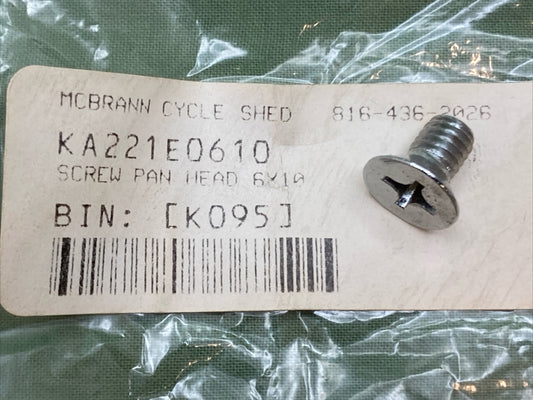 MCBRANN CYCLE SHED 816-436-2026
KA221E0610
SCREW PAN HEAD 6X10
BIN: [K095]